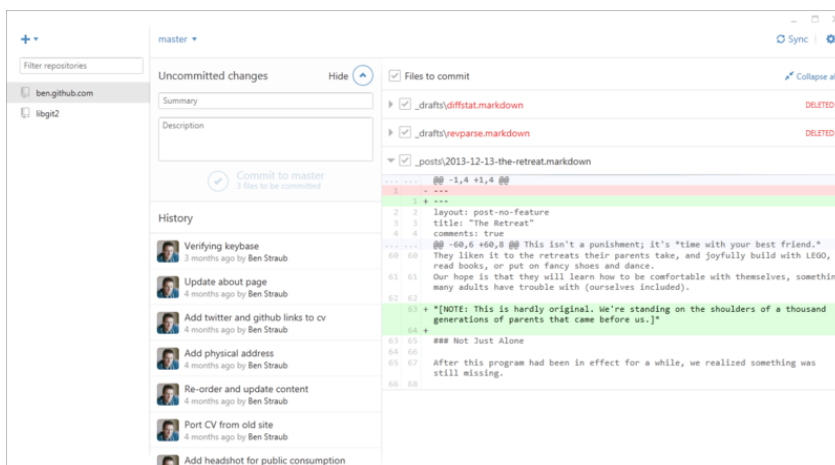 master
Sync
Filter repositories
ben.github.com
libgit2
Uncommitted changes
Hide
Summary
Description
Commit to master
3 files to be committed
History
Verifying keybase
3 months ago by Ben Straub
Update about page
4 months ago by Ben Straub
Add twitter and github links to cv
4 months ago by Ben Straub
Add physical address
4 months ago by Ben Straub
Re-order and update content
4 months ago by Ben Straub
Port CV from old site
4 months ago by Ben Straub
Add headshot for public consumption
Files to commit
Collapse al
_drafts\diffstat.markdown DELETED
_drafts\revparse.markdown DELETED
_posts\2013-12-13-the-retreat.markdown
... ... @@ -1,4 +1,4 @@
1 - ---
1 + ---
2 2 layout: post-no-feature
3 3 title: "The Retreat"
4 4 comments: true
... ... @@ -60,6 +60,8 @@ This isn't a punishment; it's *time with your best friend.*
60 60 They liken it to the retreats their parents take, and joyfully build with LEGO,
read books, or put on fancy shoes and dance.
61 61 Our hope is that they will learn how to be comfortable with themselves, somethin
many adults have trouble with (ourselves included).
62 62
63 + *[NOTE: This is hardly original. We're standing on the shoulders of a thousand
generations of parents that came before us.]*
64 +
63 65 ### Not Just Alone
64 66
65 67 After this program had been in effect for a while, we realized something was
still missing.
66 68